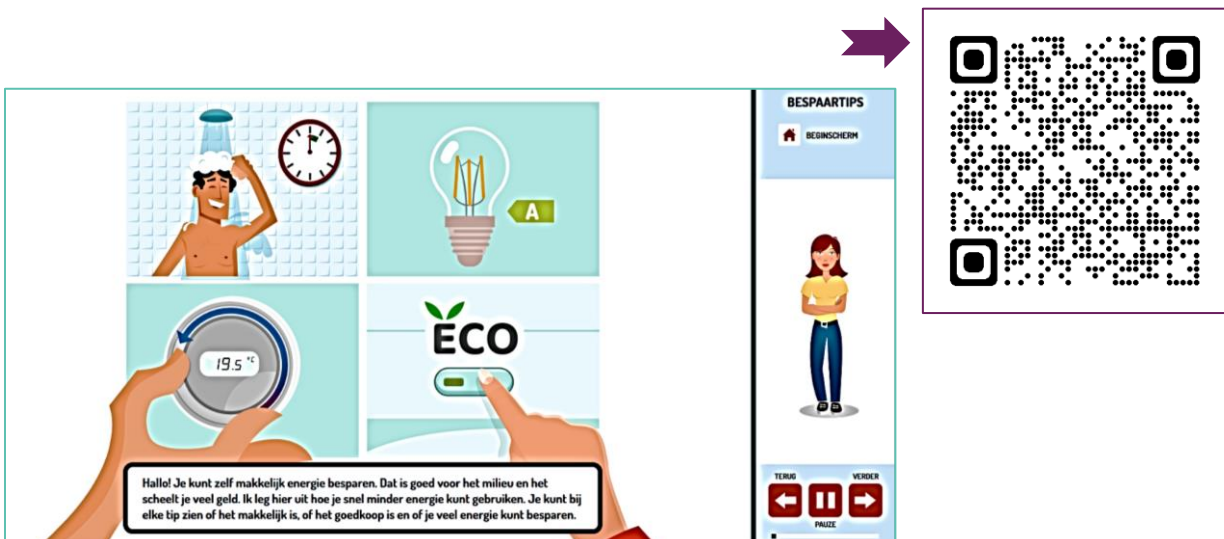 BESPAARTIPS
BEGINSCHERM
A
19.5 °C
ECO
Hallo! Je kunt zelf makkelijk energie besparen. Dat is goed voor het milieu en het
scheelt je veel geld. Ik leg hier uit hoe je snel minder energie kunt gebruiken. Je kunt bij
elke tip zien of het makkelijk is, of het goedkoop is en of je veel energie kunt besparen.
TERUG VERDER
PAUZE